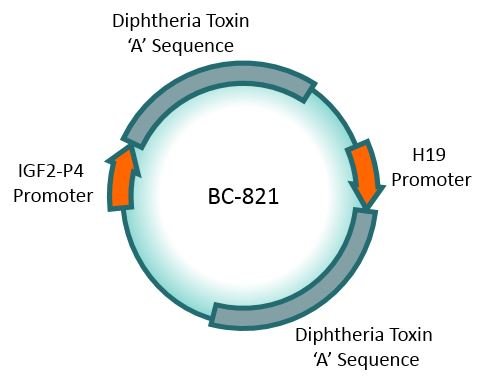 Diphtheria Toxin
‘A’ Sequence
IGF2-P4
Promoter
H19
Promoter
BC-821
Diphtheria Toxin
‘A’ Sequence